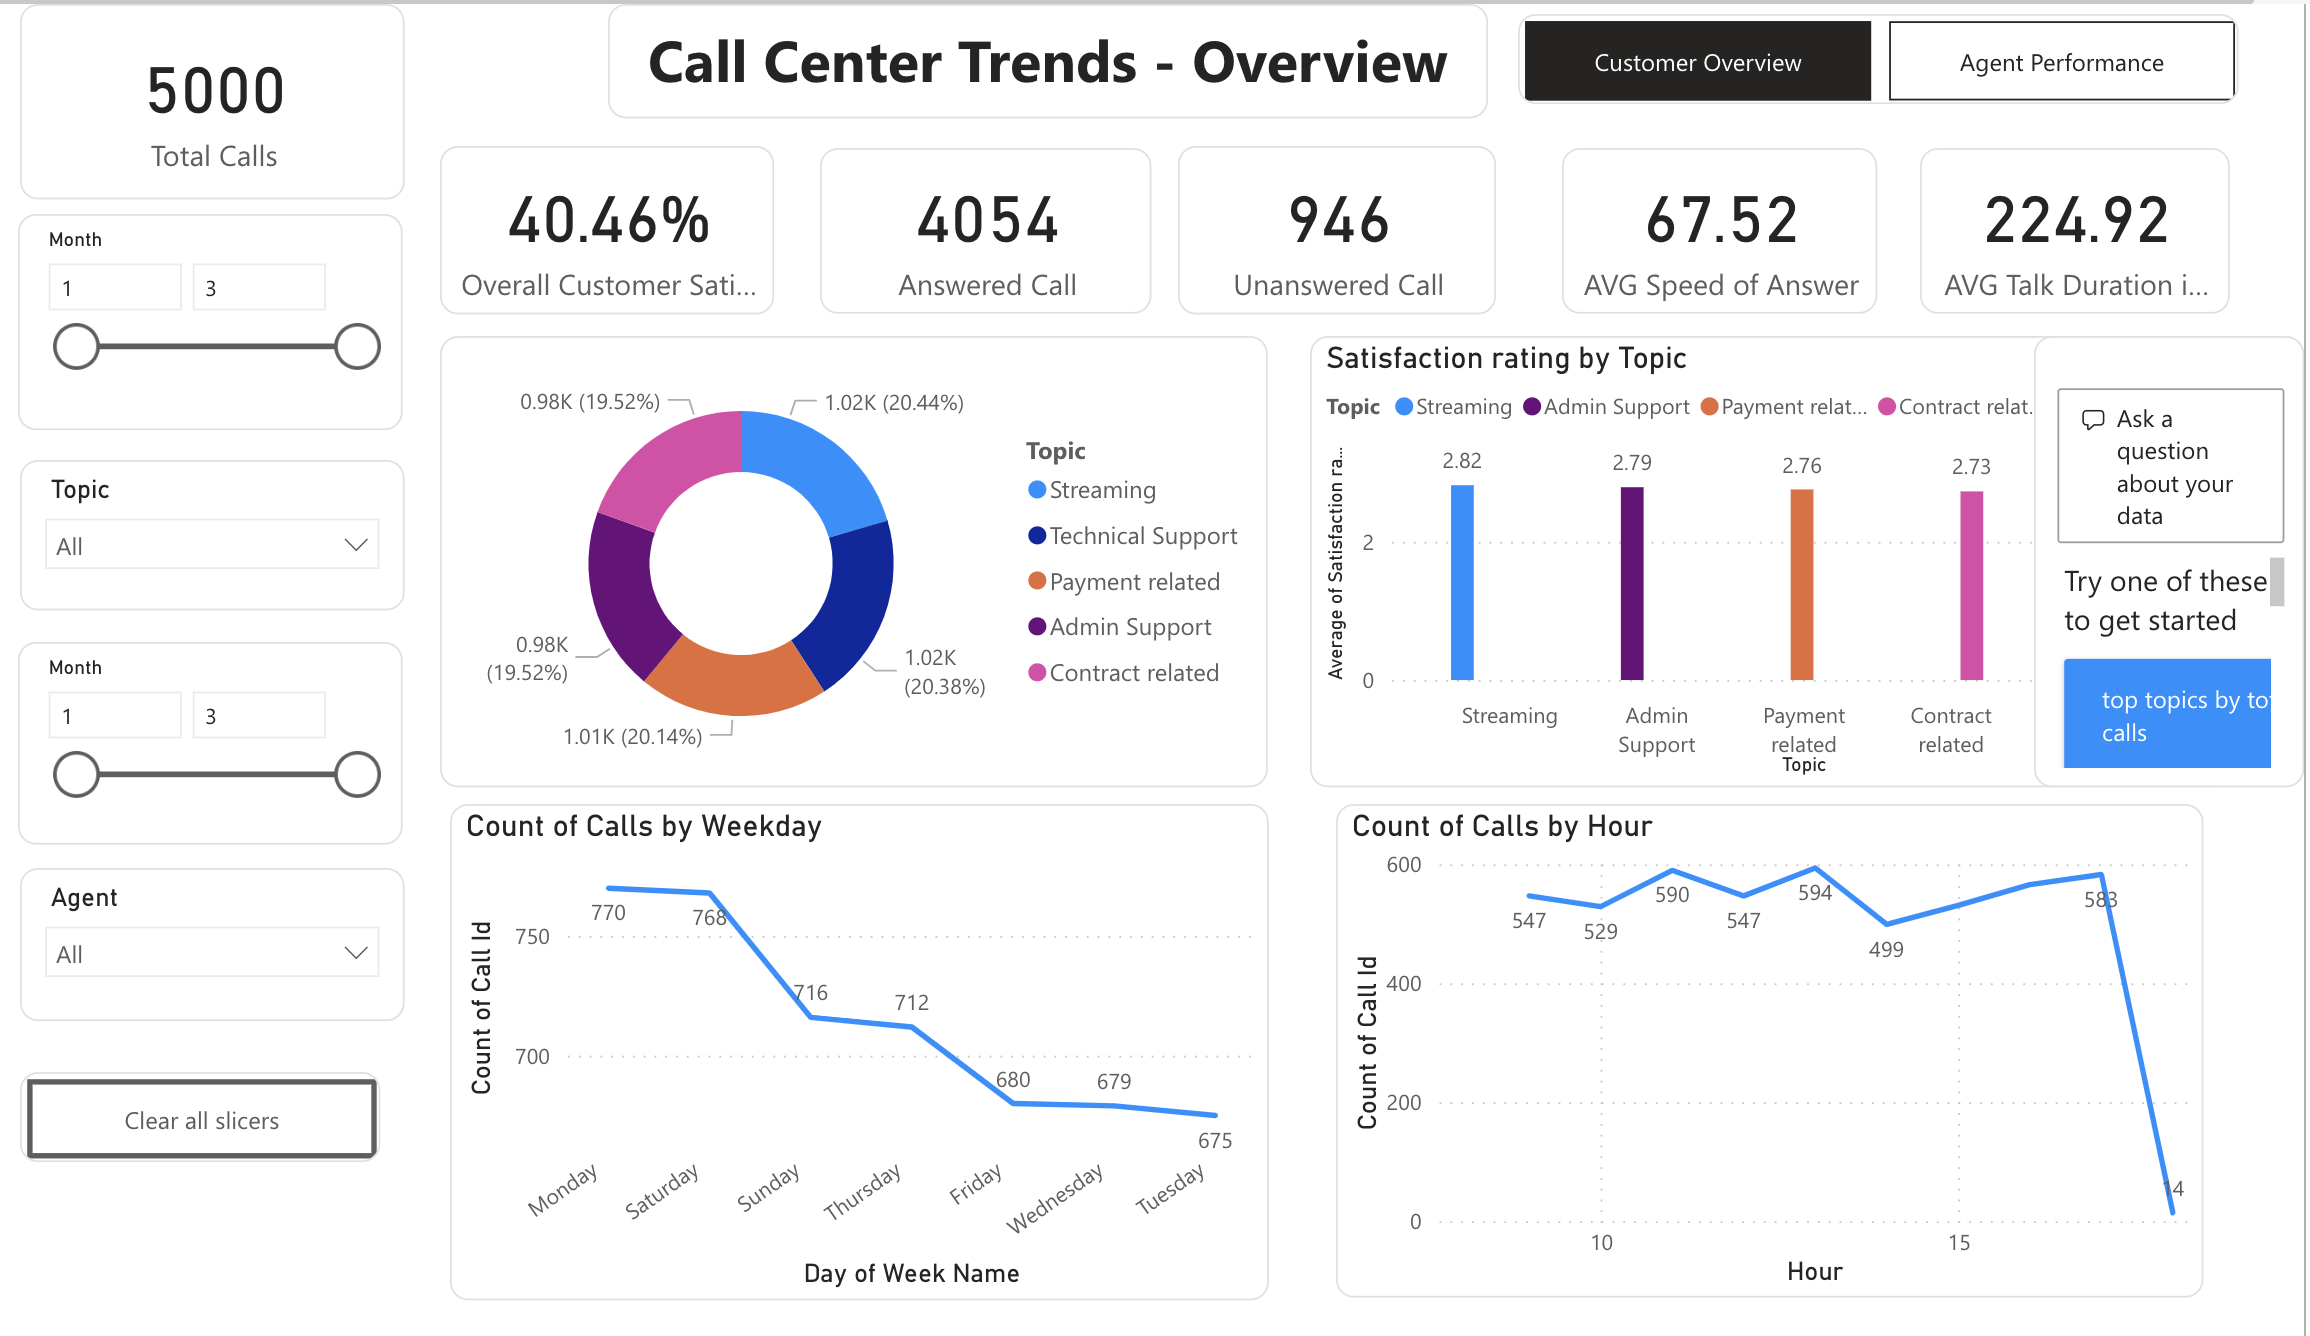 5000
Total Calls
Call Center Trends - Overview
Customer Overview
Agent Performance
40.46%
Overall Customer Sati...
4054
Answered Call
946
Unanswered Call
67.52
AVG Speed of Answer
224.92
AVG Talk Duration i...
Month
1 3
Topic
All
Month
1 3
Agent
All
Clear all slicers
0.98K (19.52%)
1.02K (20.44%)
0.98K
(19.52%)
1.02K
(20.38%)
1.01K (20.14%)
Topic
Streaming
Technical Support
Payment related
Admin Support
Contract related
Satisfaction rating by Topic
Topic Streaming Admin Support Payment relat... Contract relat.
Average of Satisfaction ra...
2
0
2.82 2.79 2.76 2.73
Streaming
Admin
Support
Payment
related
Contract
related
Topic
Ask a
question
about your
data
Try one of these
to get started
top topics by to
calls
Count of Calls by Weekday
Count of Call Id
750
700
770
768
716
712
680
679
675
Monday Saturday Sunday Thursday Friday Wednesday Tuesday
Day of Week Name
Count of Calls by Hour
Count of Call Id
600
400
200
0
547
529
590
547
594
499
583
14
10 15
Hour